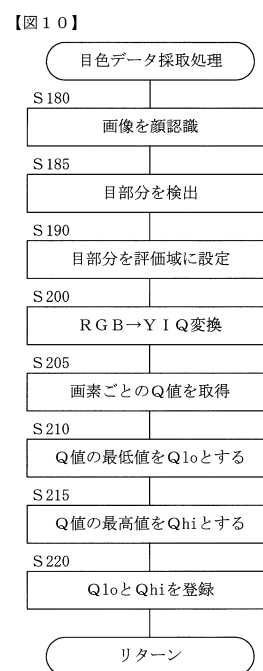 【図１０】
目色データ採取処理
S180
画像を顔認識
S185
目部分を検出
S190
目部分を評価域に設定
S200
ＲＧＢ→ＹＩＱ変換
S205
画素ごとのＱ値を取得
S210
Ｑ値の最低値をＱloとする
S215
Ｑ値の最高値をＱhiとする
S220
ＱloとＱhiを登録
リターン